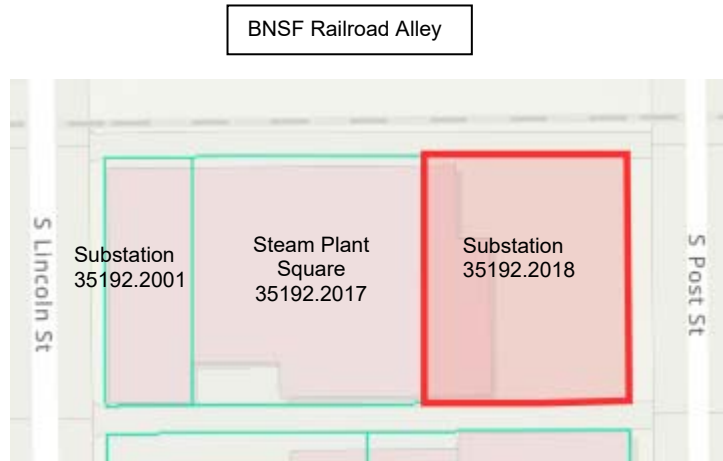 BNSF Railroad Alley
S Lincoln St
Substation
35192.2001
Steam Plant
Square
35192.2017
Substation
35192.2018
S Post St